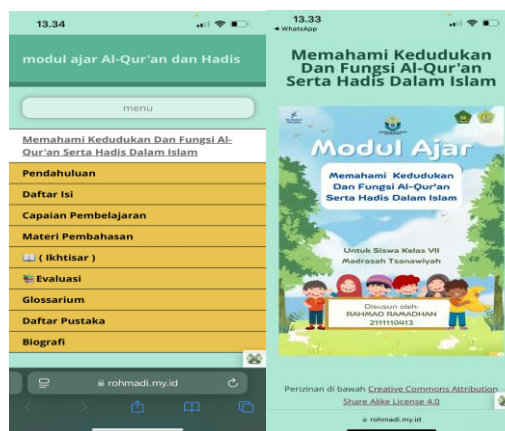 13.34
modul ajar Al-Qur'an dan Hadis
menu
Memahami Kedudukan Dan Fungsi Al-
Qur'an Serta Hadis Dalam Islam
Pendahuluan
Daftar Isi
Capaian Pembelajaran
Materi Pembahasan
( Ikhtisar )
Evaluasi
Glossarium
Daftar Pustaka
Biografi
rohmadi.my.id
13.33
WhatsApp
Memahami Kedudukan
Dan Fungsi Al-Qur'an
Serta Hadis Dalam Islam
Modul Ajar
Memahami Kedudukan
Dan Fungsi Al-Qur'an
Serta Hadis Dalam Islam
Untuk Siswa Kelas VII
Madrasah Tsanawiyah
Disusun oleh:
RAHMAD RAMADHAN
2111110413
Perizinan di bawah Creative Commons Attribution
Share Alike License 4.0
rohmadi.my.id